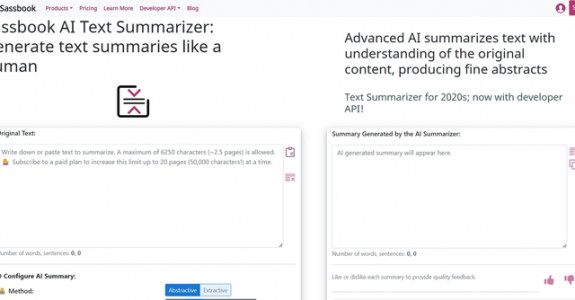 Sassbook Products Pricing Learn More Developer API Blog
ssbook AI Text Summarizer:
enerate text summaries like a
uman
Advanced AI summarizes text with
understanding of the original
content, producing fine abstracts
Text Summarizer for 2020s; now with developer
API!
Original Text:
Write down or paste text to summarize. A maximum of 6250 characters (~2.5 pages) is allowed.
Subscribe to a paid plan to increase this limit up to 20 pages (50,000 characters!) at a time.
Number of words, sentences: 0, 0
Summary Generated by the AI Summarizer:
AI generated summary will appear here.
Number of words, sentences: 0, 0
Configure AI Summary:
Method:
Abstractive Extractive
Like or dislike each summary to provide quality feedback.